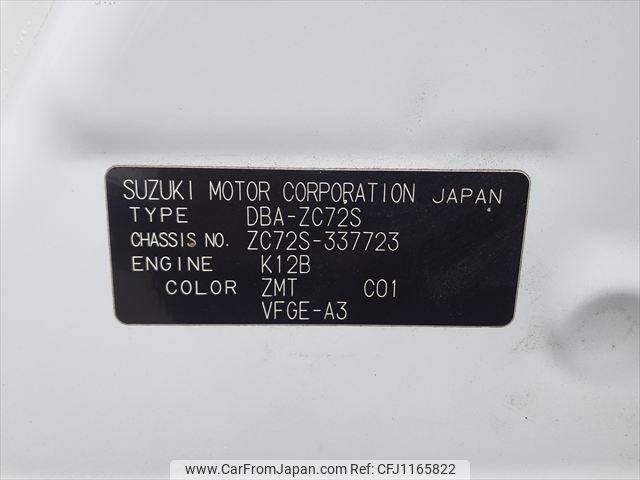 SUZUKI MOTOR CORPORATION JAPAN
TYPE DBA-ZC72S
CHASSIS NO. ZC72S-337723
ENGINE K12B
COLOR ZMT C01
VFGE-A3
www.CarFromJapan.com REF No. CFJ1165822